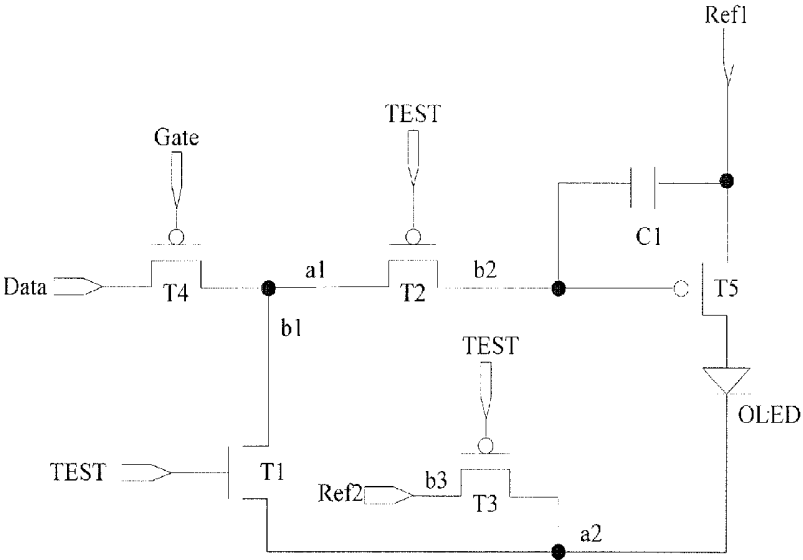 Ref1
TEST
Gate
C1
a1
b2
Data
T4
T2
T5
b1
TEST
OLED
TEST
T1
Ref2
b3
T3
a2